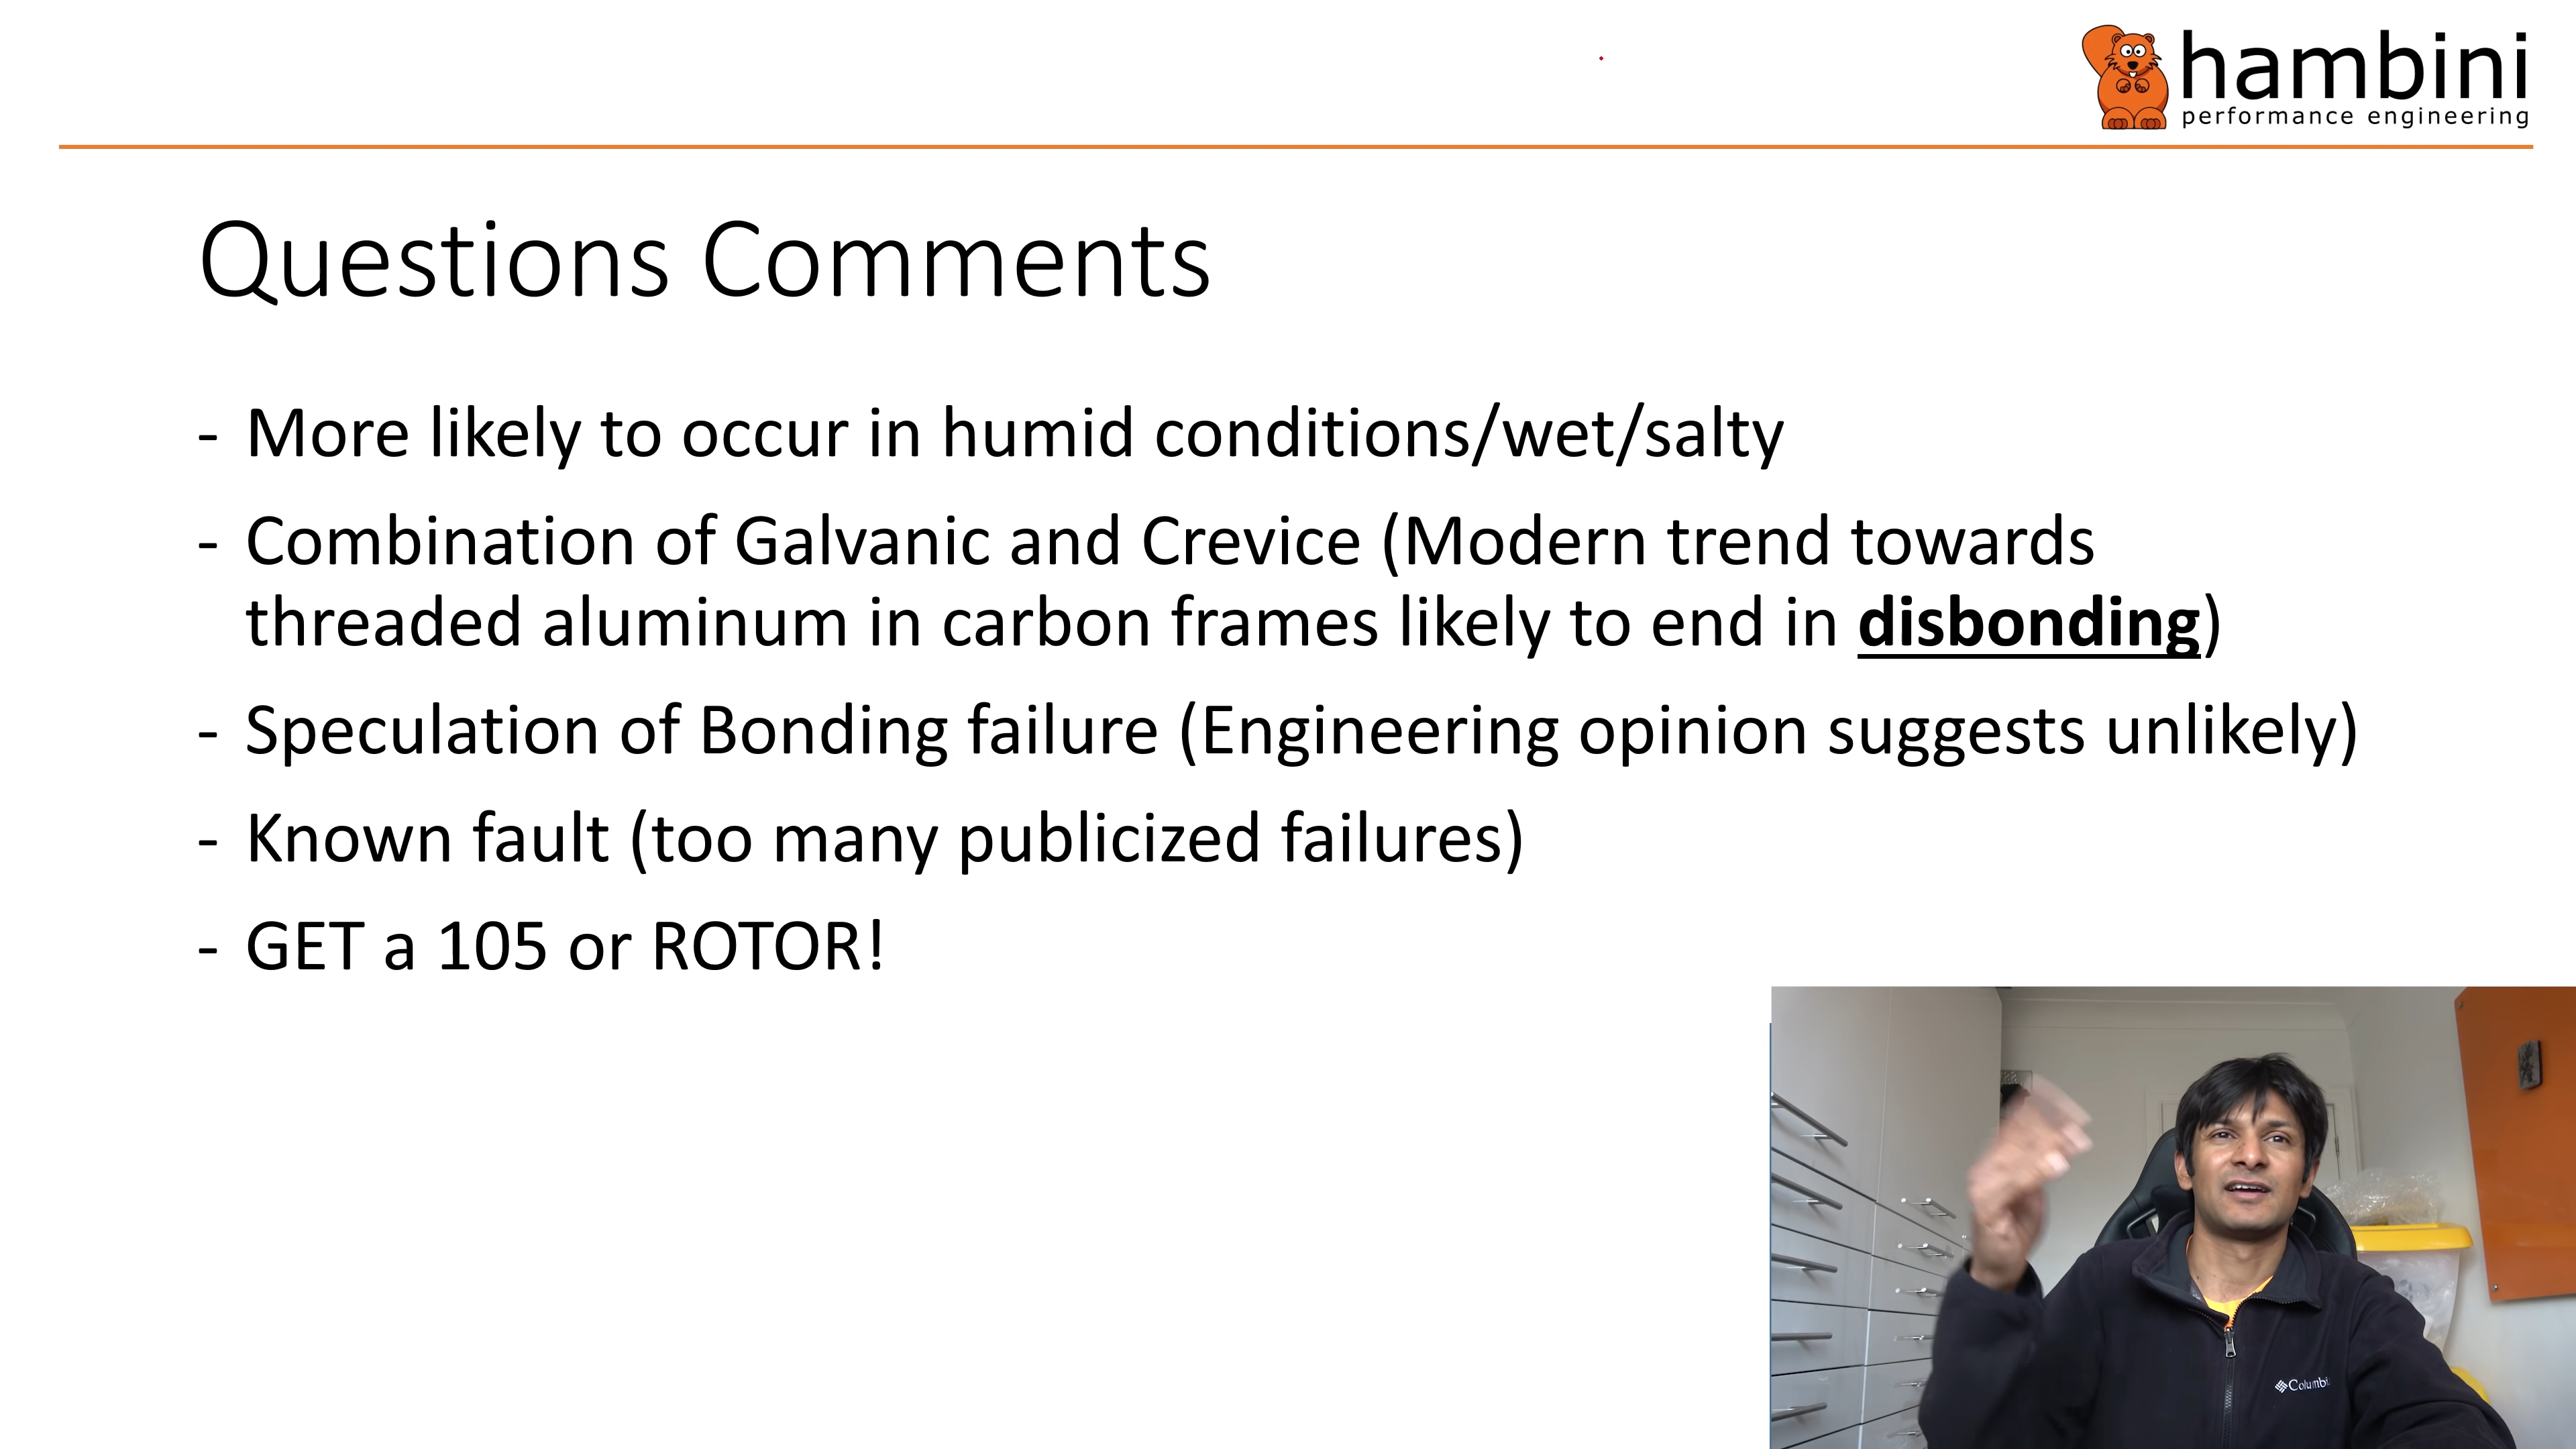 hambini
performance engineering
Questions Comments
- More likely to occur in humid conditions/wet/salty
- Combination of Galvanic and Crevice (Modern trend towards
threaded aluminum in carbon frames likely to end in disbonding)
- Speculation of Bonding failure (Engineering opinion suggests unlikely)
- Known fault (too many publicized failures)
- GET a 105 or ROTOR!
Columbi